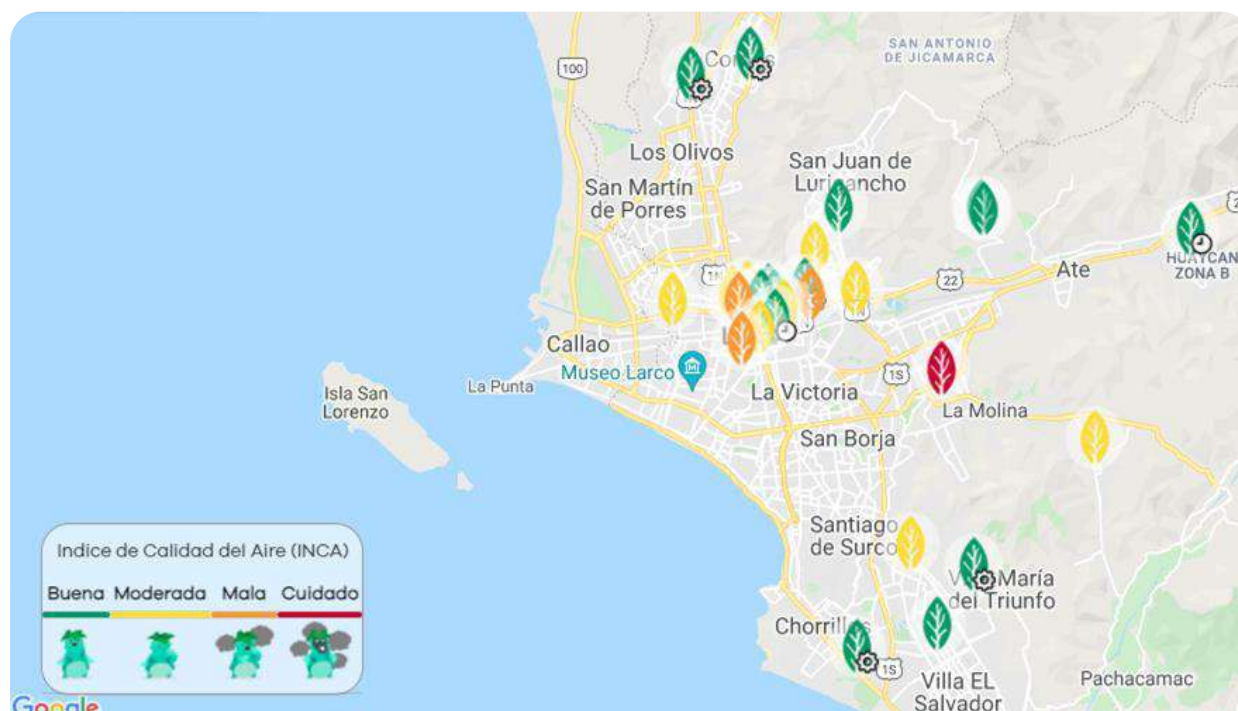 SAN ANTONIO
DE JICAMARCA
100
Los Olivos
San Juan de
Lurigancho
San Martín
de Porres
1N
22
Ate
HUAYCAN
ZONA B
Callao
Museo Larco
La Punta
Isla San
Lorenzo
La Victoria
1S
La Molina
San Borja
Santiago
de Surco
María
del Triunfo
Chorrillos
1S
Villa EL
Salvador
Pachacamac
Indice de Calidad del Aire (INCA)
Buena Moderada Mala Cuidado
Google